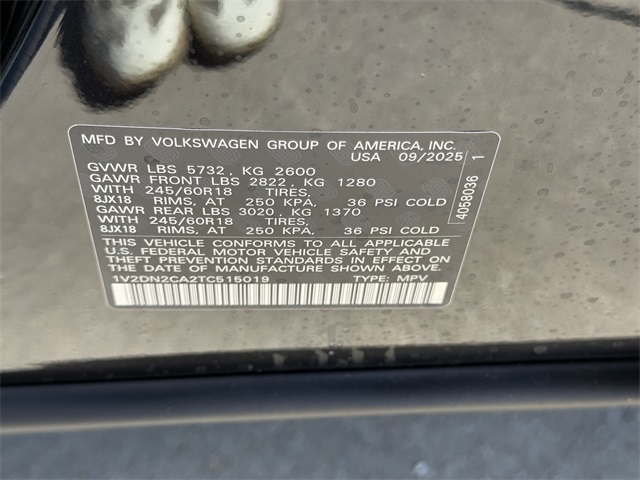 MFD BY VOLKSWAGEN GROUP OF AMERICA, INC.
USA 09/2025
GVWR LBS 5732, KG 2600
GAWR FRONT LBS 2822, KG 1280
WITH 245/60R18 TIRES,
8JX18 RIMS, AT 250 KPA, 36 PSI COLD
GAWR REAR LBS 3020, KG 1370
WITH 245/60R18 TIRES,
8JX18 RIMS, AT 250 KPA, 36 PSI COLD
THIS VEHICLE CONFORMS TO ALL APPLICABLE
U.S. FEDERAL MOTOR VEHICLE SAFETY AND
THEFT PREVENTION STANDARDS IN EFFECT ON
THE DATE OF MANUFACTURE SHOWN ABOVE.
1V2DN2CA2TC515019 TYPE: MPV
4058036 1